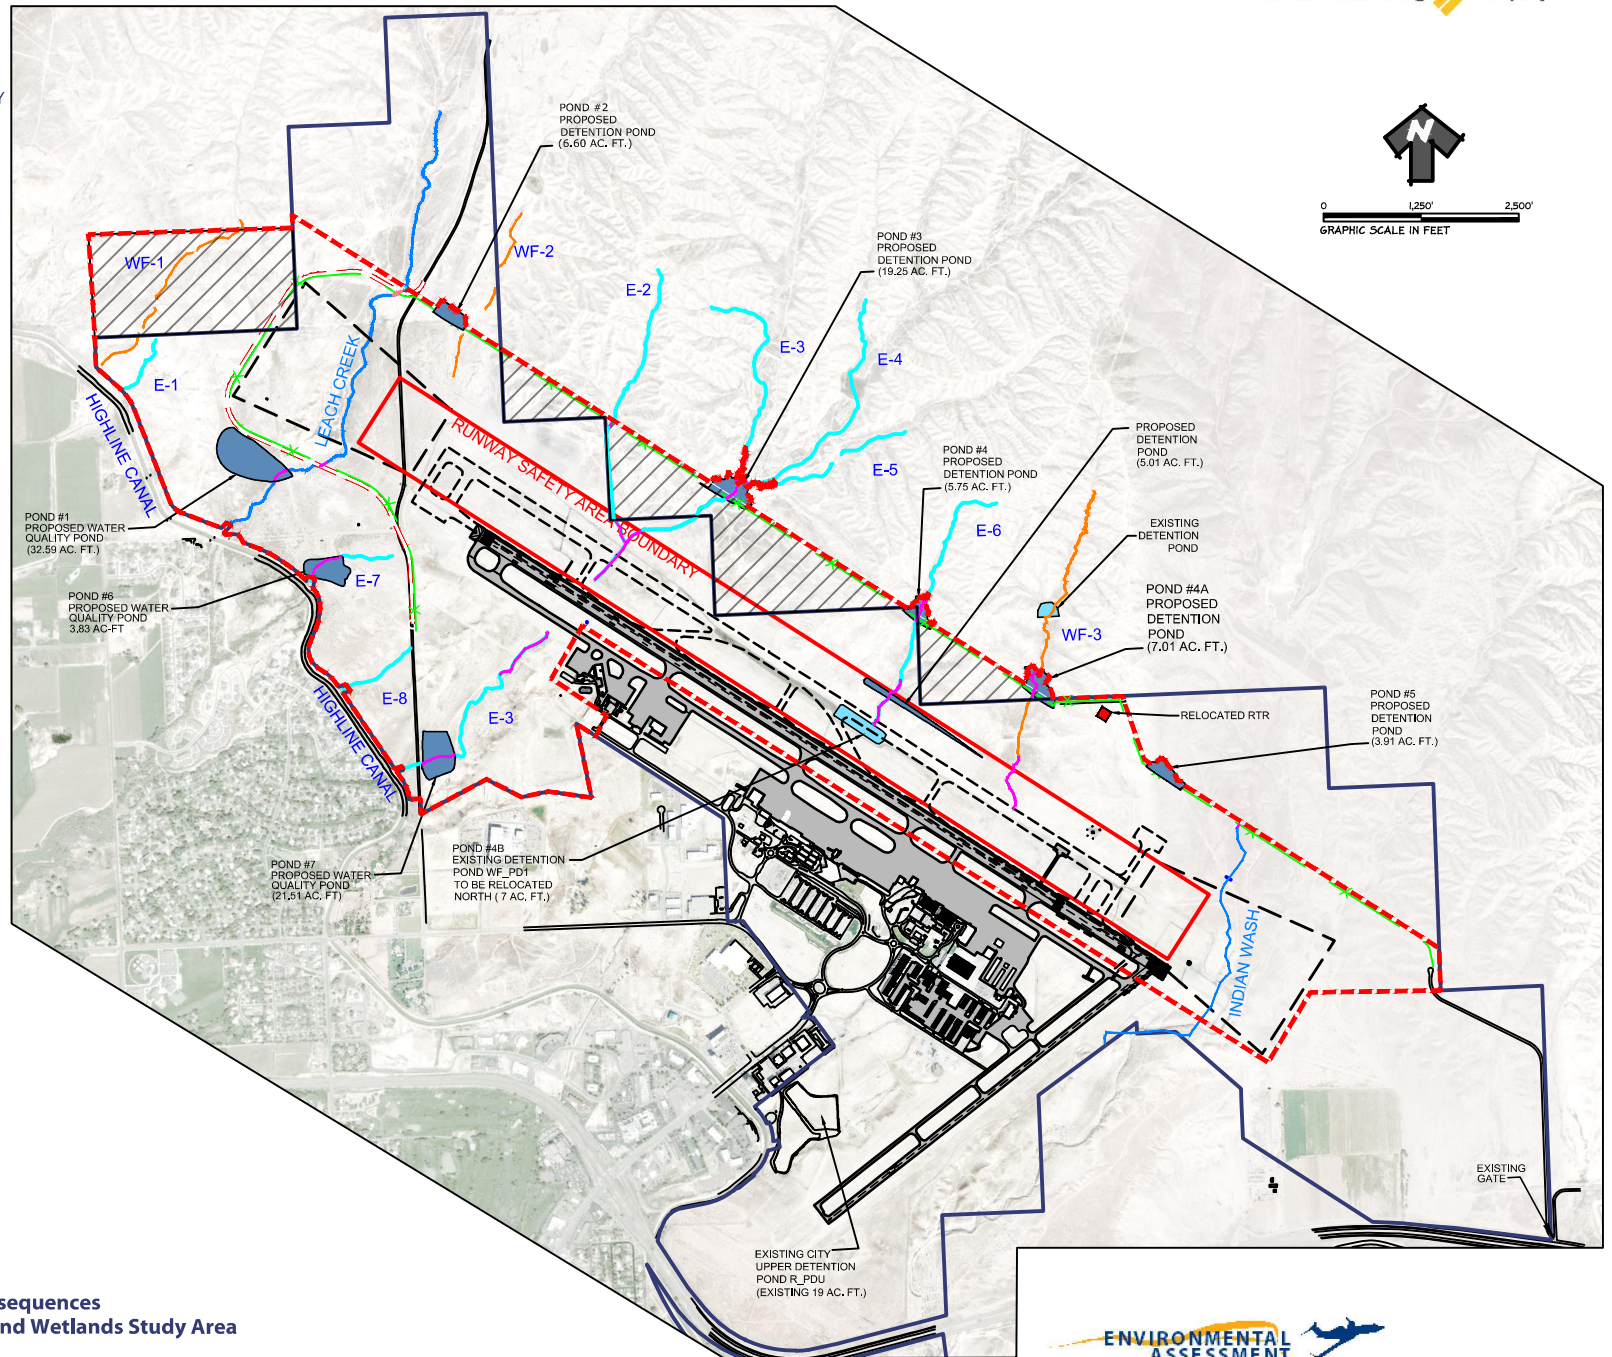 0 1,250' 2,500'
GRAPHIC SCALE IN FEET
N
POND #2
PROPOSED
DETENTION POND
(6.60 AC. FT.)
POND #3
PROPOSED
DETENTION POND
(19.25 AC. FT.)
WF-1
WF-2
E-2
E-3
E-4
E-1
LEACH CREEK
HIGHLINE CANAL
RUNWAY SAFETY AREA BOUNDARY
E-5
POND #4
PROPOSED
DETENTION POND
(5.75 AC. FT.)
PROPOSED
DETENTION
POND
(5.01 AC. FT.)
POND #1
PROPOSED WATER
QUALITY POND
(32.59 AC. FT.)
E-6
EXISTING
DETENTION
POND
E-7
POND #6
PROPOSED WATER
QUALITY POND
3.83 AC-FT
POND #4A
PROPOSED
DETENTION
POND
(7.01 AC. FT.)
WF-3
HIGHLINE CANAL
E-8
E-3
RELOCATED RTR
POND #5
PROPOSED
DETENTION
POND
(3.91 AC. FT.)
POND #7
PROPOSED WATER
QUALITY POND
(21.51 AC. FT)
POND #4B
EXISTING DETENTION
POND WF_PD1
TO BE RELOCATED
NORTH ( 7 AC. FT.)
INDIAN WASH
EXISTING
GATE
EXISTING CITY
UPPER DETENTION
POND R_PDU
(EXISTING 19 AC. FT.)
sequences
nd Wetlands Study Area
ENVIRONMENTAL
ASSESSMENT